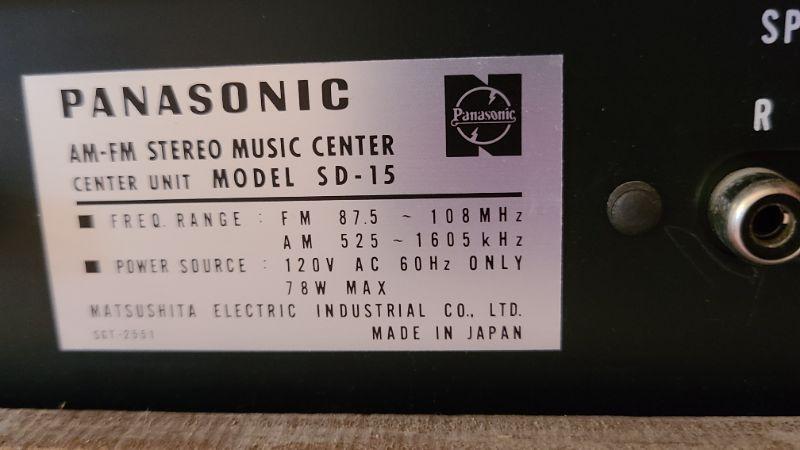 PANASONIC
Panasonic
AM-FM STEREO MUSIC CENTER
CENTER UNIT MODEL SD-15
■ FREQ. RANGE : FM 87.5 ~ 108MHz
AM 525 ~ 1605kHz
■ POWER SOURCE : 120V AC 60Hz ONLY
78W MAX
MATSUSHITA ELECTRIC INDUSTRIAL CO., LTD.
SGT-2551 MADE IN JAPAN
SP
R